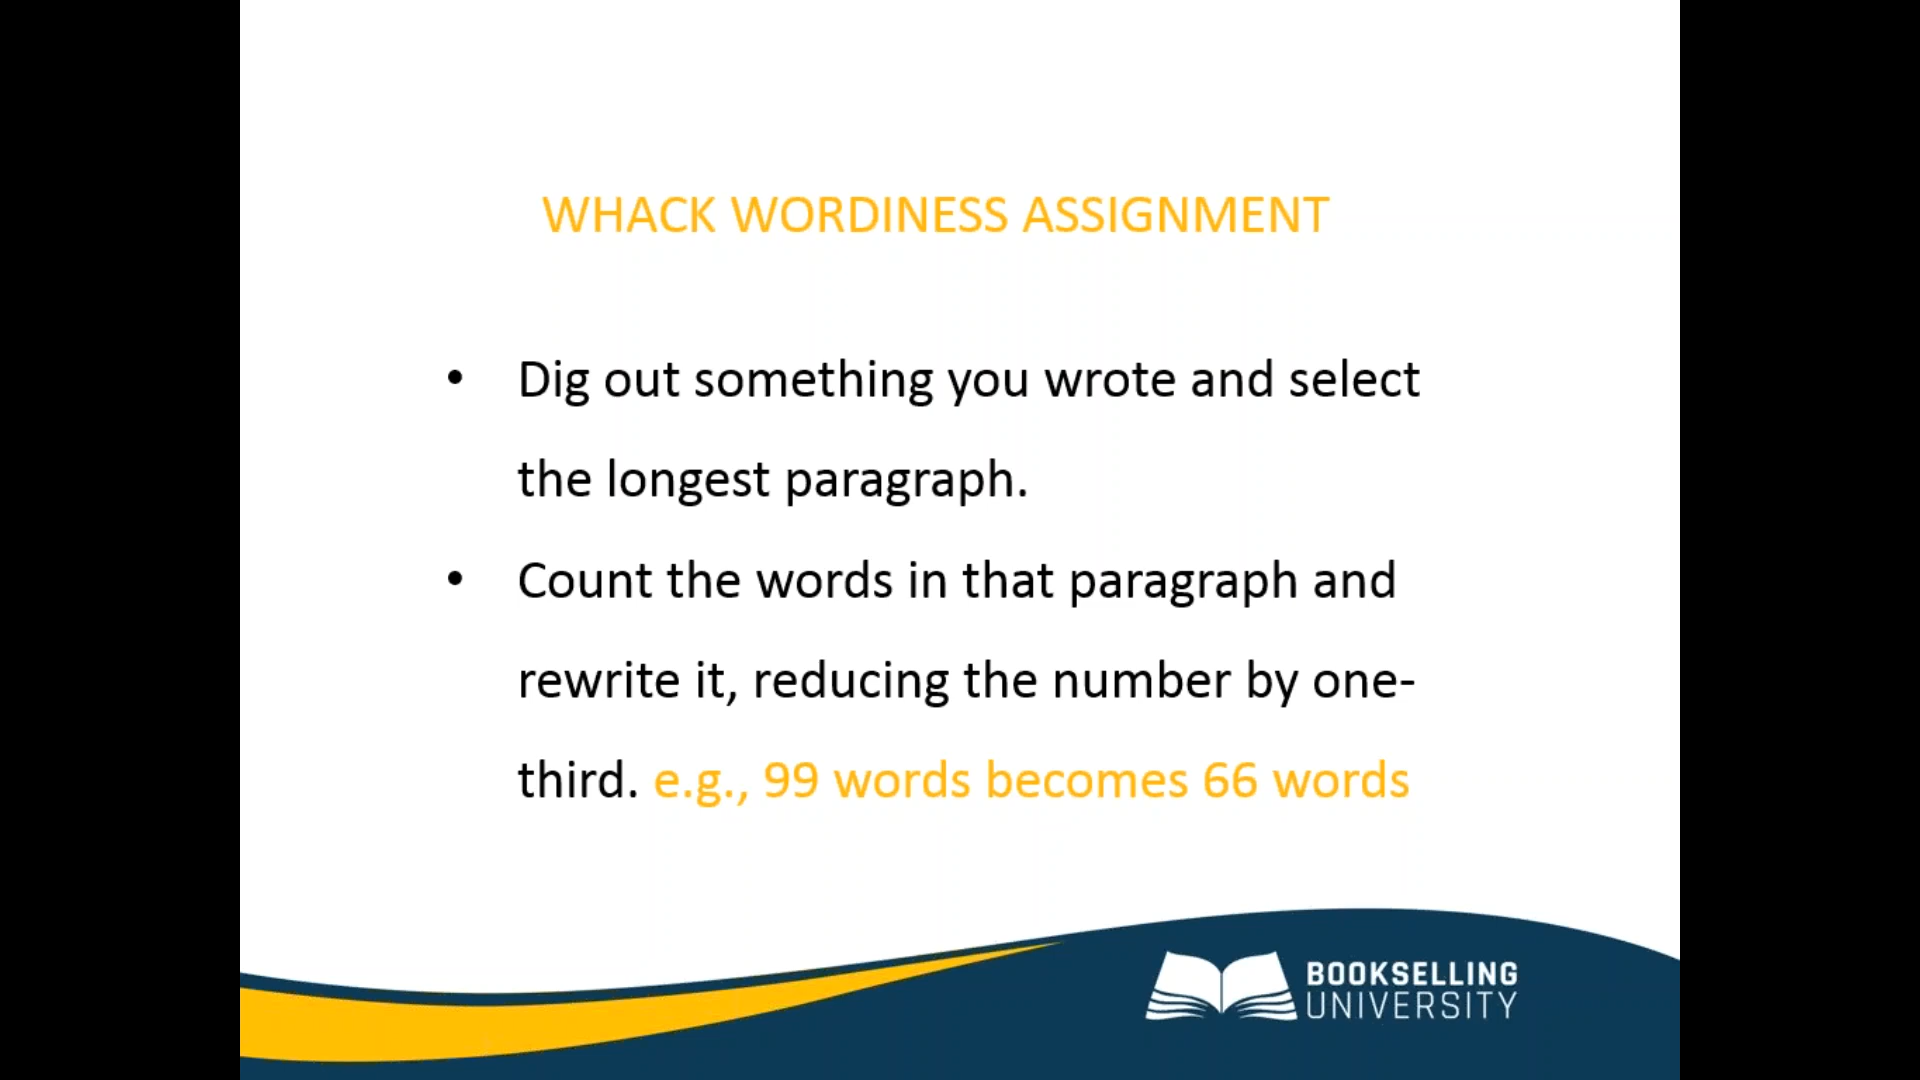 WHACK WORDINESS ASSIGNMENT
• Dig out something you wrote and select
the longest paragraph.
• Count the words in that paragraph and
rewrite it, reducing the number by one-
third. e.g., 99 words becomes 66 words
BOOKSELLING
UNIVERSITY